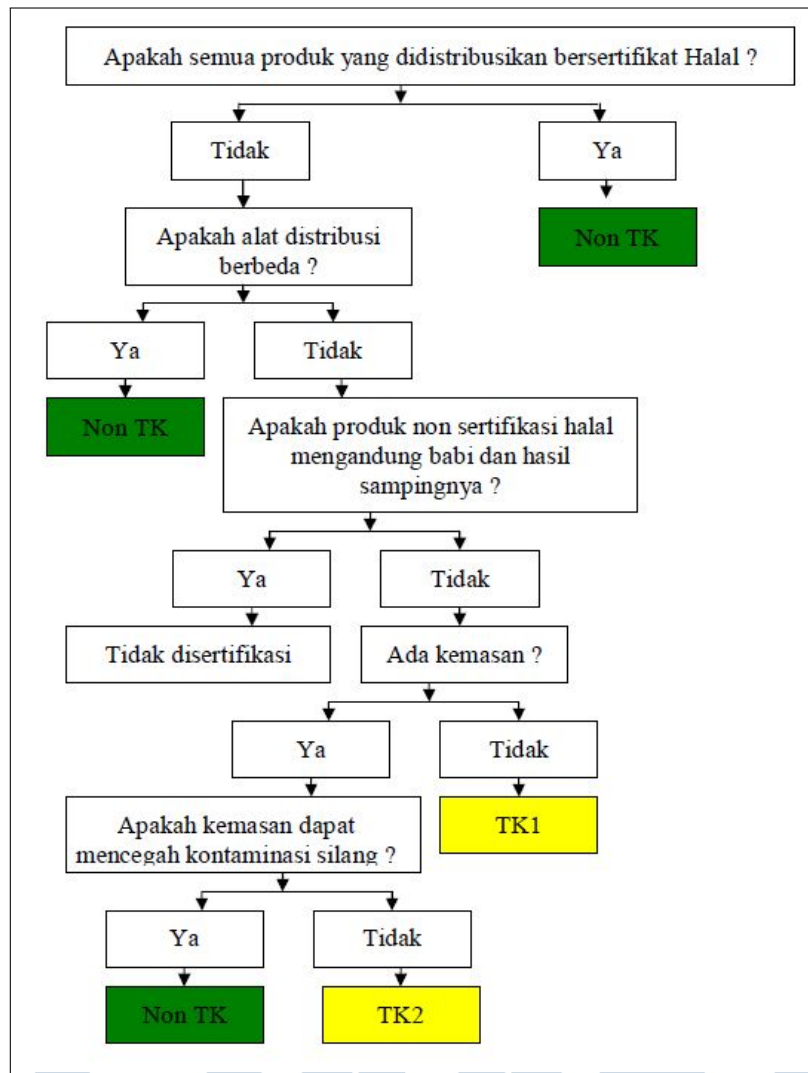 Apakah semua produk yang didistribusikan bersertifikat Halal ?
Tidak
Ya
Apakah alat distribusi
berbeda ?
Non TK
Ya
Tidak
Non TK
Apakah produk non sertifikasi halal
mengandung babi dan hasil
sampingnya ?
Ya
Tidak
Tidak disertifikasi
Ada kemasan ?
Ya
Tidak
Apakah kemasan dapat
mencegah kontaminasi silang ?
TK1
Ya
Tidak
Non TK
TK2